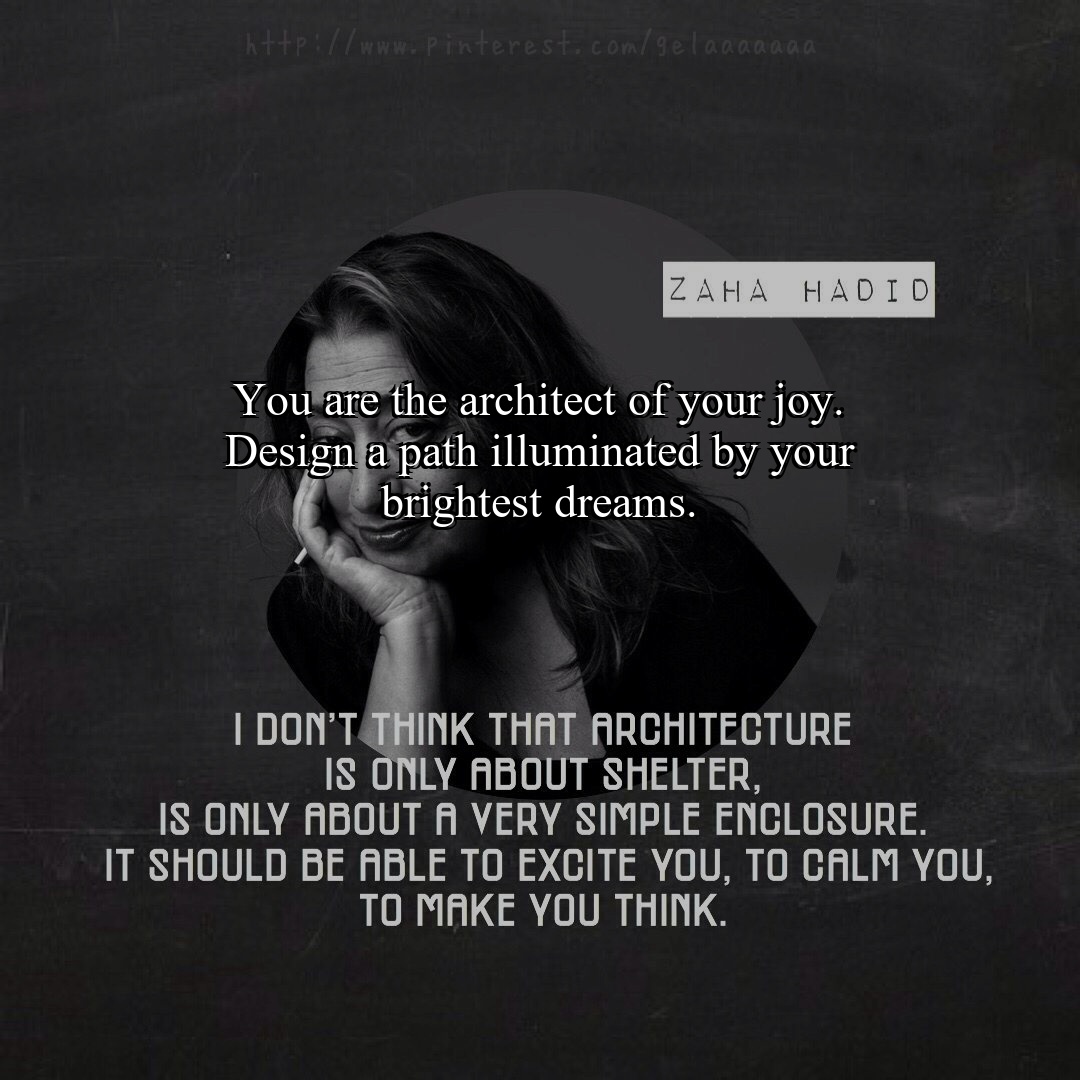 http://www.pinterest.com/gelaaaaaaa
ZAHA HADID
You are the architect of your joy.
Design a path illuminated by your
brightest dreams.
I DON'T THINK THAT ARCHITECTURE
IS ONLY ABOUT SHELTER,
IS ONLY ABOUT A VERY SIMPLE ENCLOSURE.
IT SHOULD BE ABLE TO EXCITE YOU, TO CALM YOU,
TO MAKE YOU THINK.